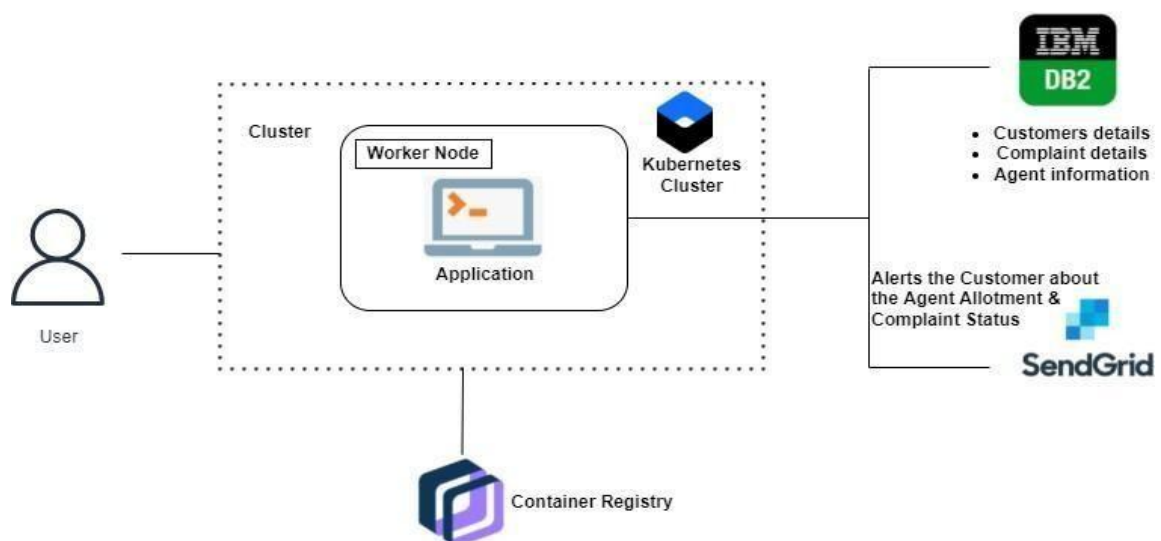 IBM
DB2
• Customers details
• Complaint details
• Agent information
Cluster
Worker Node
Kubernetes
Cluster
Application
User
Alerts the Customer about
the Agent Allotment &
Complaint Status
SendGrid
Container Registry